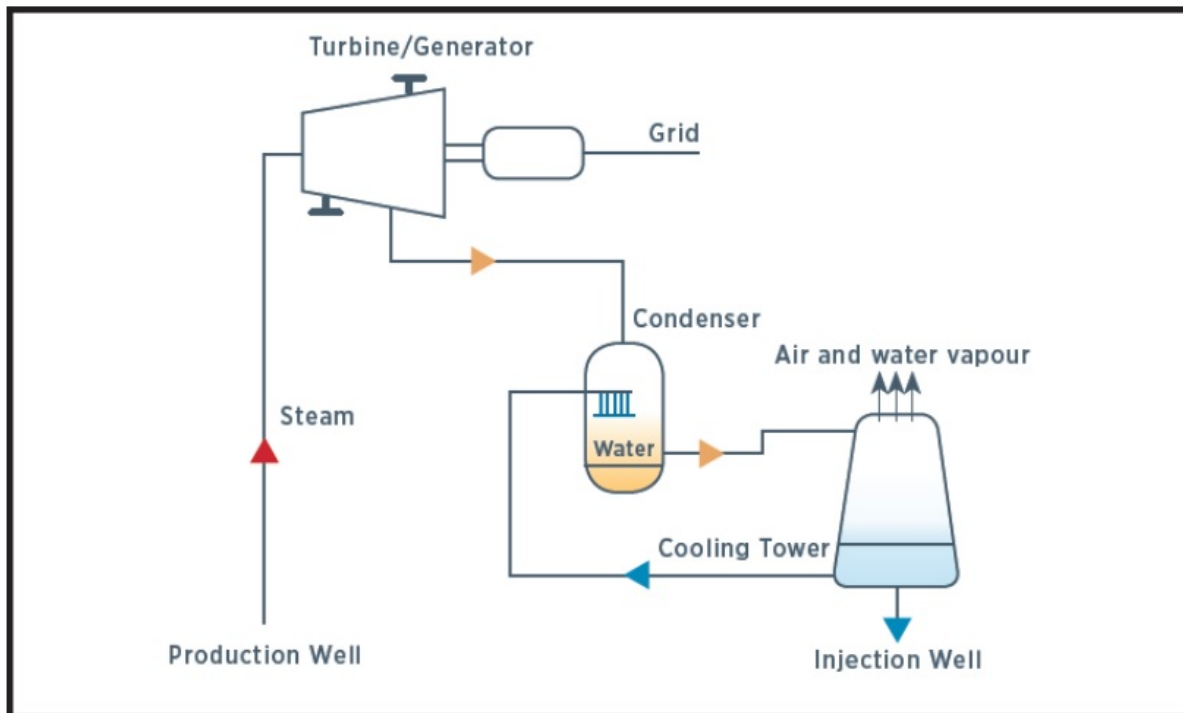 Turbine/Generator
Grid
Condenser
Air and water vapour
Steam
Water
Cooling Tower
Production Well
Injection Well